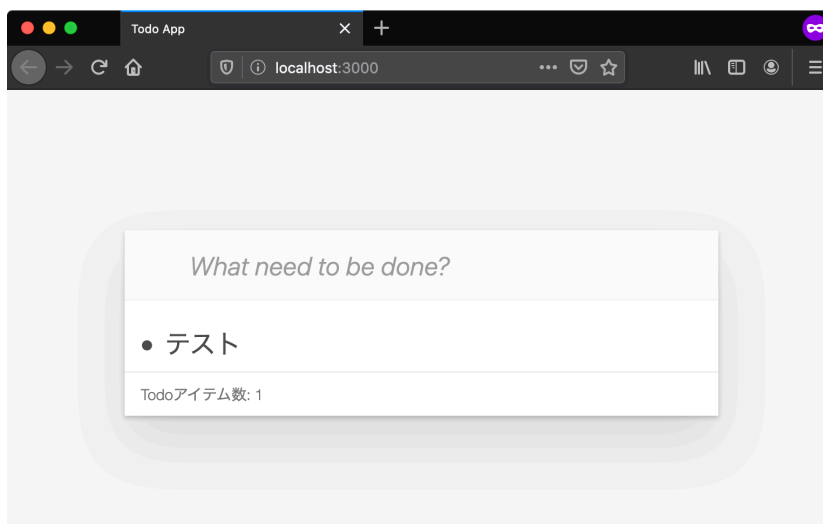 Todo App
localhost:3000
What need to be done?
テスト
Todoアイテム数: 1